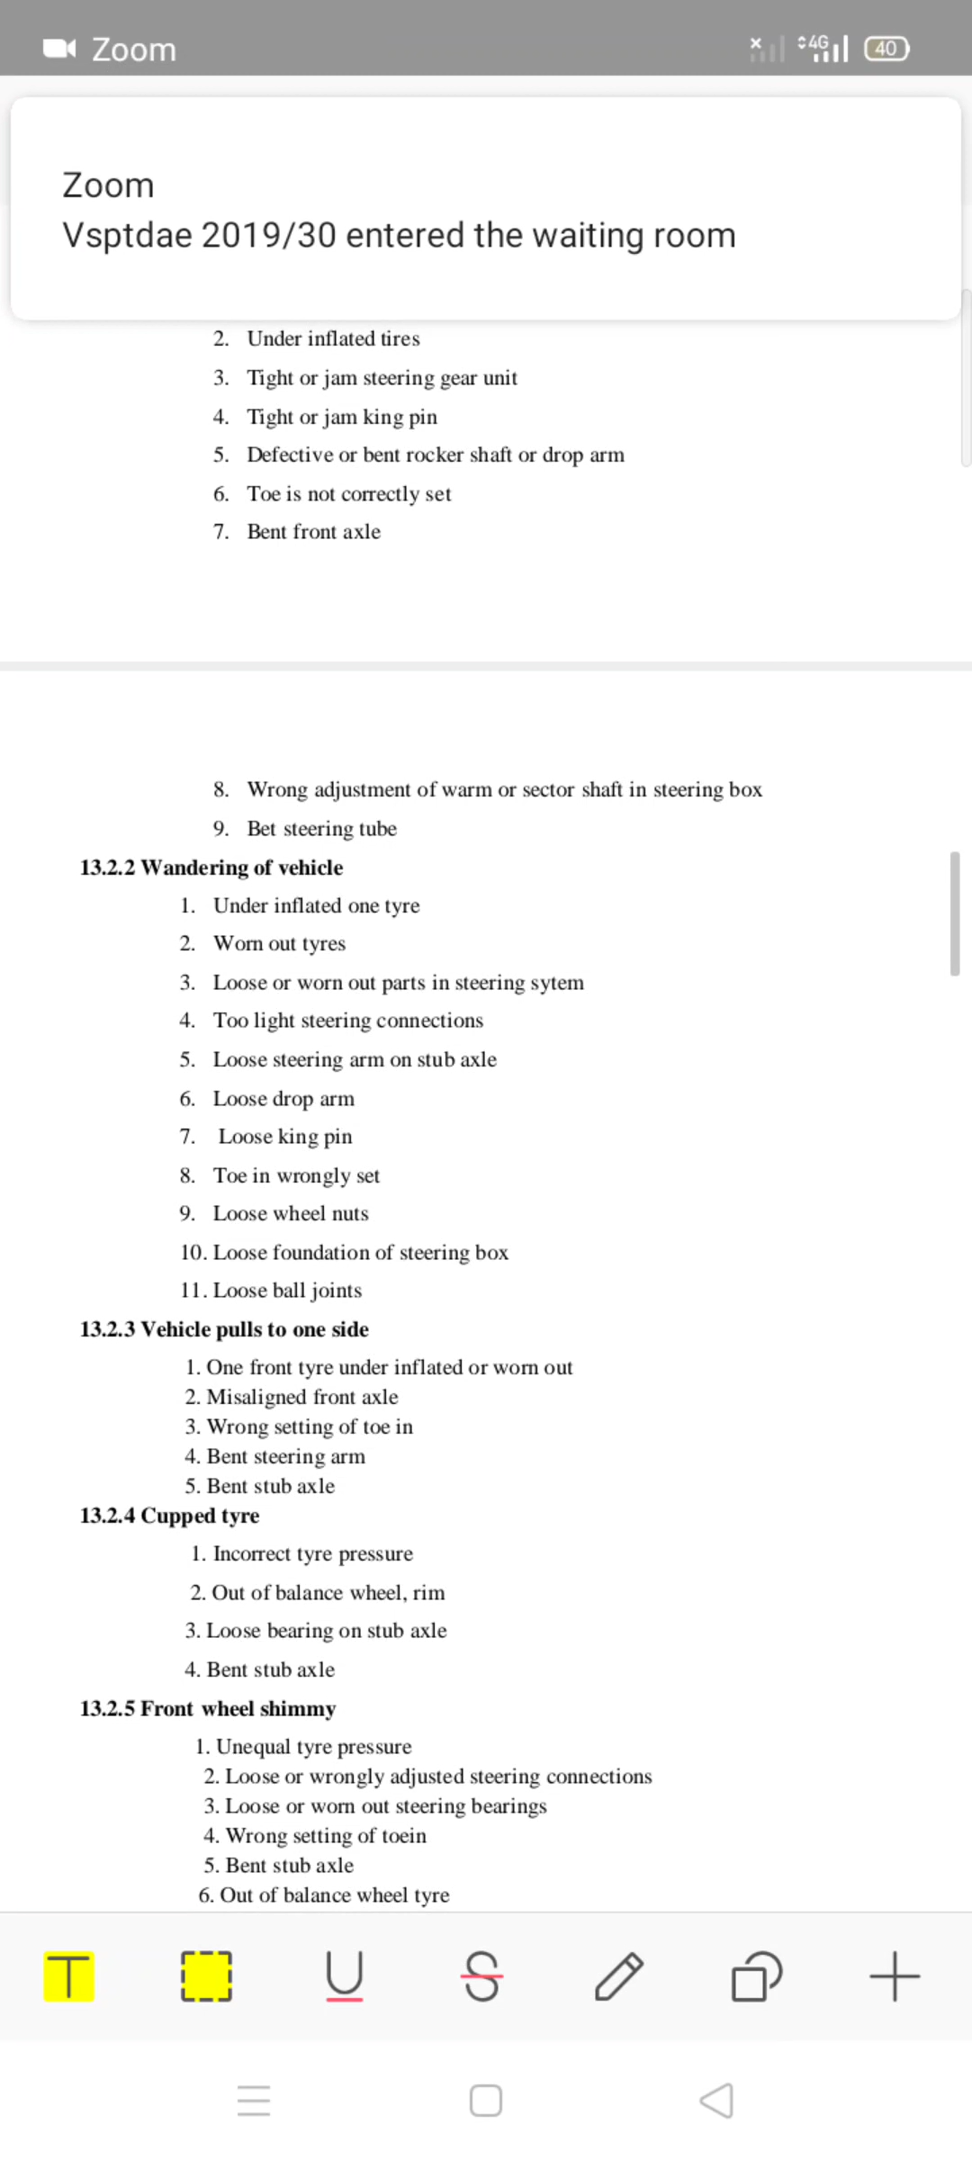 Zoom
4G 40
Zoom
Vsptdae 2019/30 entered the waiting room
2. Under inflated tires
3. Tight or jam steering gear unit
4. Tight or jam king pin
5. Defective or bent rocker shaft or drop arm
6. Toe is not correctly set
7. Bent front axle
8. Wrong adjustment of warm or sector shaft in steering box
9. Bet steering tube
13.2.2 Wandering of vehicle
1. Under inflated one tyre
2. Worn out tyres
3. Loose or worn out parts in steering sytem
4. Too light steering connections
5. Loose steering arm on stub axle
6. Loose drop arm
7. Loose king pin
8. Toe in wrongly set
9. Loose wheel nuts
10. Loose foundation of steering box
11. Loose ball joints
13.2.3 Vehicle pulls to one side
1. One front tyre under inflated or worn out
2. Misaligned front axle
3. Wrong setting of toe in
4. Bent steering arm
5. Bent stub axle
13.2.4 Cupped tyre
1. Incorrect tyre pressure
2. Out of balance wheel, rim
3. Loose bearing on stub axle
4. Bent stub axle
13.2.5 Front wheel shimmy
1. Unequal tyre pressure
2. Loose or wrongly adjusted steering connections
3. Loose or worn out steering bearings
4. Wrong setting of toein
5. Bent stub axle
6. Out of balance wheel tyre
T U S